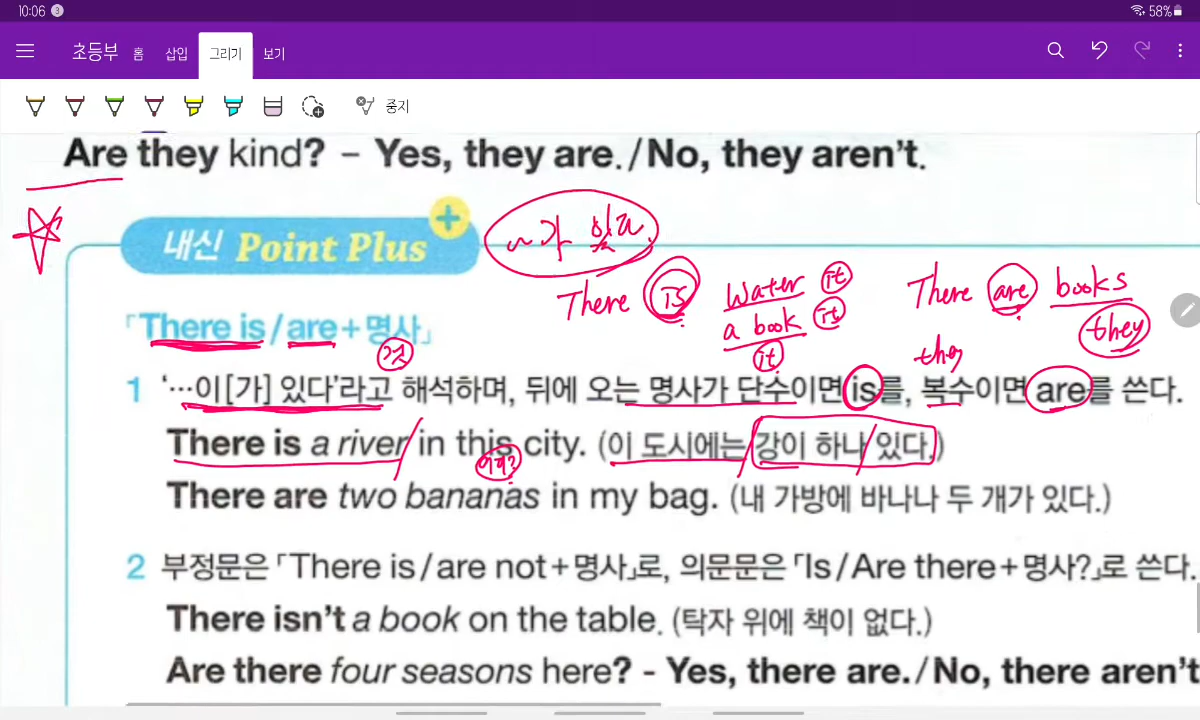 10:06 3 58%
초등부 홈 삽입 그리기 보기
중지
Are they kind? – Yes, they are./No, they aren't.
내신 Point Plus +
~가 있다.
There is water it
a book it
it
There are books
they
they
「There is/are+명사」
것
1 '…이[가] 있다'라고 해석하며, 뒤에 오는 명사가 단수이면 is를, 복수이면 are를 쓴다.
There is a river in this city. (이 도시에는 강이 하나 있다.)
어디?
There are two bananas in my bag. (내 가방에 바나나 두 개가 있다.)
2 부정문은 「There is/are not+명사」로, 의문문은 「Is/Are there+명사?」로 쓴다.
There isn't a book on the table. (탁자 위에 책이 없다.)
Are there four seasons here? - Yes, there are./No, there aren't